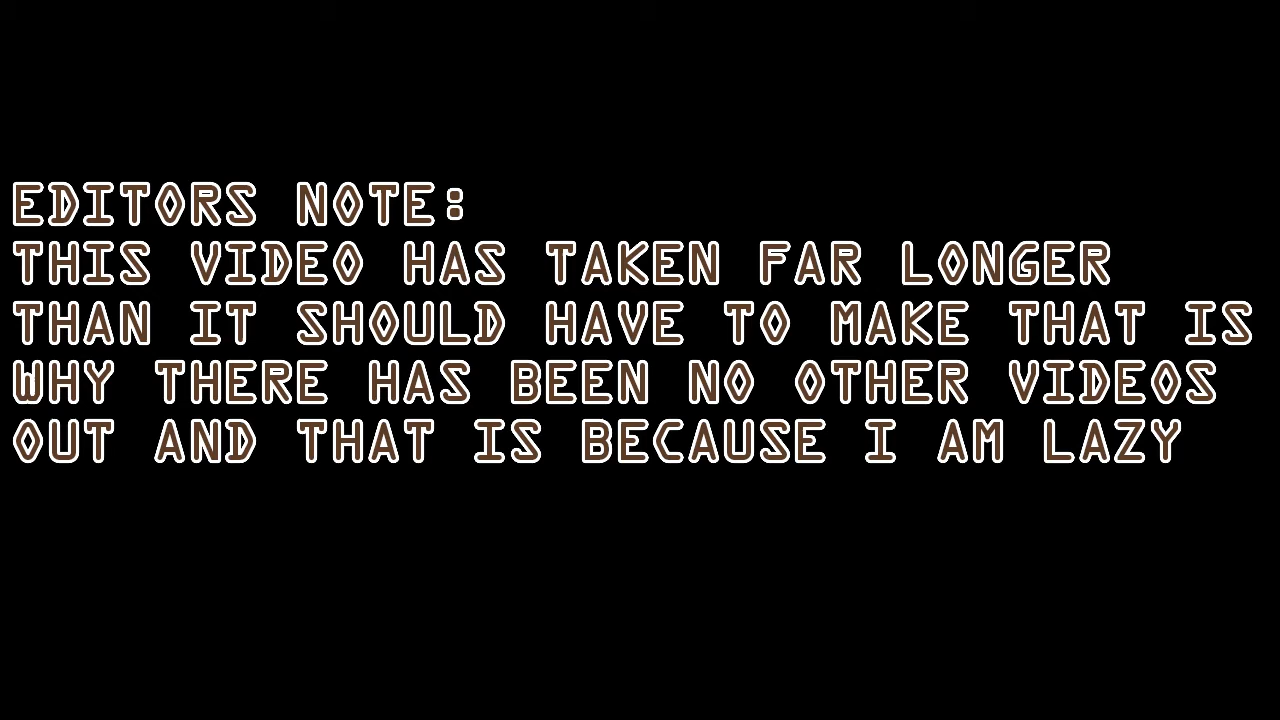 EDITORS NOTE:
THIS VIDEO HAS TAKEN FAR LONGER
THAN IT SHOULD HAVE TO MAKE THAT IS
WHY THERE HAS BEEN NO OTHER VIDEOS
OUT AND THAT IS BECAUSE I AM LAZY